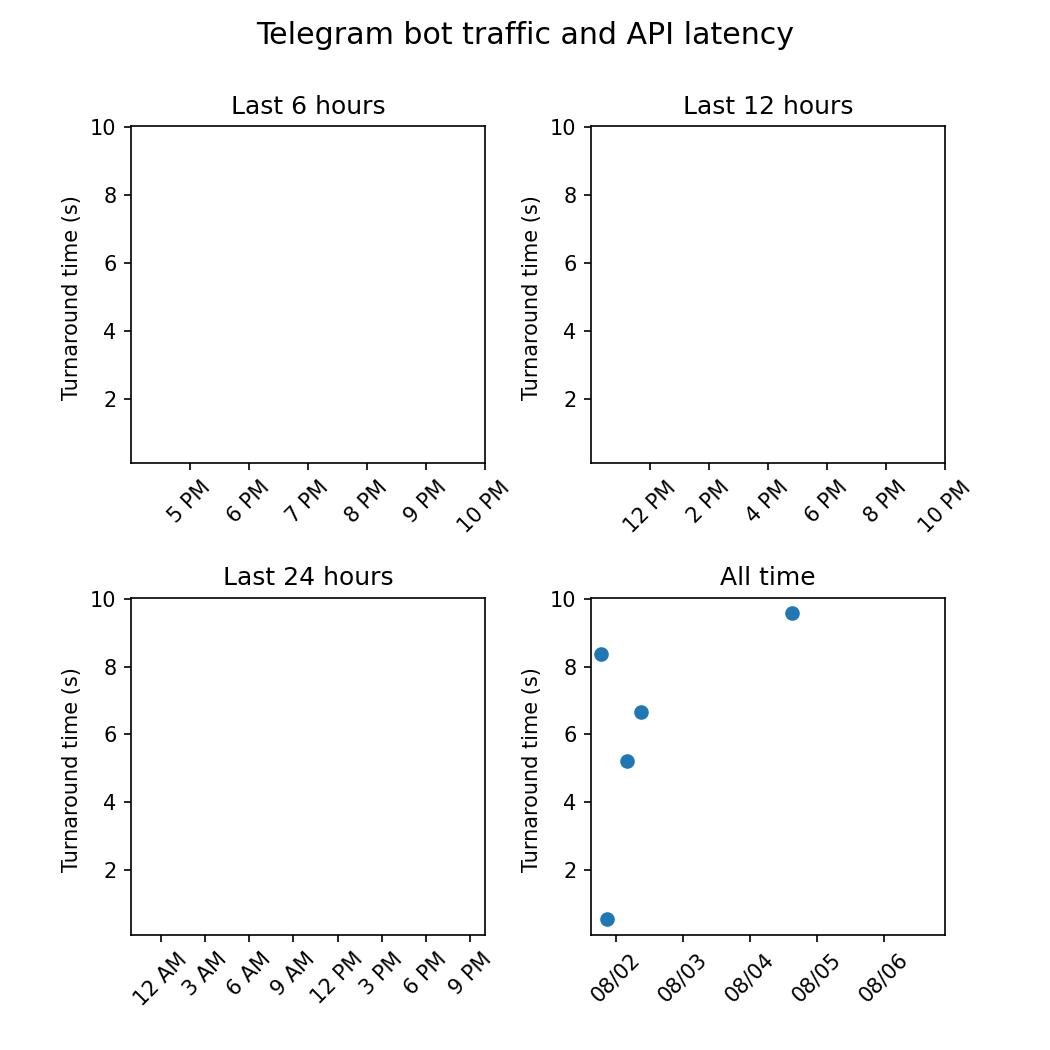 Telegram bot traffic and API latency
Last 6 hours
Turnaround time (s)
10
8
6
4
2
5 PM
6 PM
7 PM
8 PM
9 PM
10 PM
Last 12 hours
Turnaround time (s)
10
8
6
4
2
12 PM
2 PM
4 PM
6 PM
8 PM
10 PM
Last 24 hours
Turnaround time (s)
10
8
6
4
2
12 AM
3 AM
6 AM
9 AM
12 PM
3 PM
6 PM
9 PM
All time
Turnaround time (s)
10
8
6
4
2
08/02
08/03
08/04
08/05
08/06